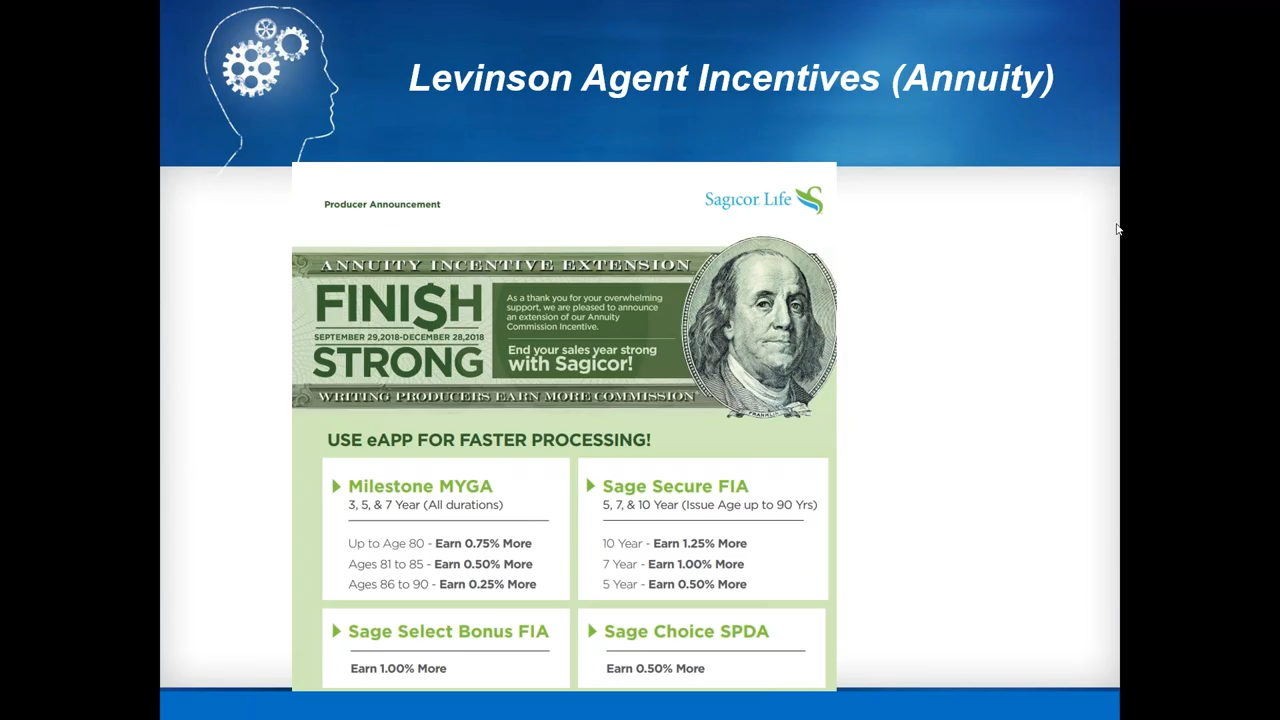 Levinson Agent Incentives (Annuity)
Producer Announcement
Sagicor Life
ANNUITY INCENTIVE EXTENSION
FINI$H
SEPTEMBER 29,2018-DECEMBER 28,2018
STRONG
As a thank you for your overwhelming
support, we are pleased to announce
an extension of our Annuity
Commission Incentive.
End your sales year strong
with Sagicor!
WRITING PRODUCERS EARN MORE COMMISSION
FRANKLIN
USE eAPP FOR FASTER PROCESSING!
Milestone MYGA
3, 5, & 7 Year (All durations)
Up to Age 80 - Earn 0.75% More
Ages 81 to 85 - Earn 0.50% More
Ages 86 to 90 - Earn 0.25% More
Sage Secure FIA
5, 7, & 10 Year (Issue Age up to 90 Yrs)
10 Year - Earn 1.25% More
7 Year - Earn 1.00% More
5 Year - Earn 0.50% More
Sage Select Bonus FIA
Earn 1.00% More
Sage Choice SPDA
Earn 0.50% More